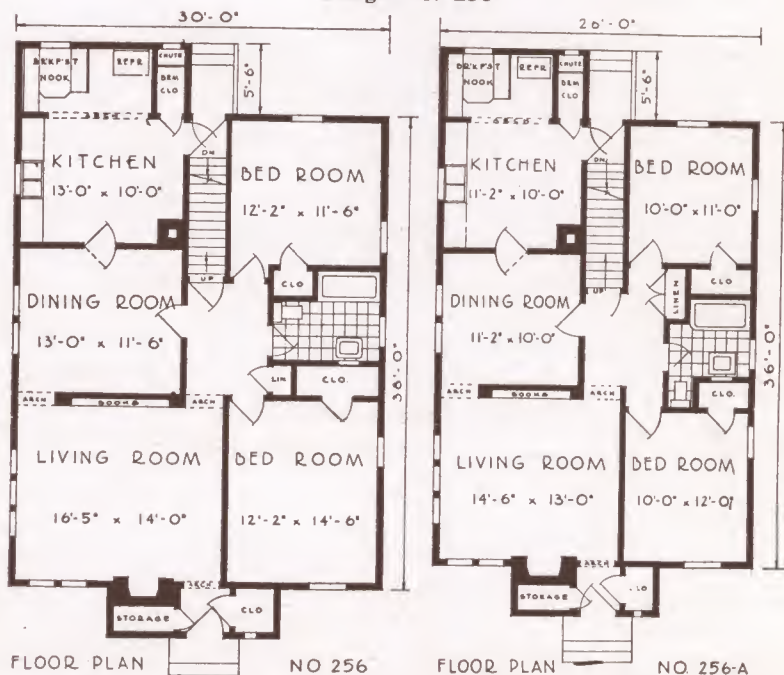 30'-0"
BRKF'ST
NOOK
REFR
CHUTE
BRM
CLO
5'-6"
ARCH
KITCHEN
13'-0" x 10'-0"
DN
BED ROOM
12'-2" x 11'-6"
UP
CLO
DINING ROOM
13'-0" x 11'-6"
38'-0"
LIN
CLO.
ARCH
BOOKS
ARCH
LIVING ROOM
16'-5" x 14'-0"
BED ROOM
12'-2" x 14'-6"
ARCH
STORAGE
CLO
FLOOR PLAN
NO 256
26'-0"
BRKF'ST
NOOK
REFR
CHUTE
BRM
CLO
5'-6"
ARCH
KITCHEN
11'-2" x 10'-0"
DN
BED ROOM
10'-0" x 11'-0"
UP
LINEN
CLO
DINING ROOM
11'-2" x 10'-0"
36'-0"
CLO.
ARCH
BOOKS
ARCH
LIVING ROOM
14'-6" x 13'-0"
BED ROOM
10'-0" x 12'-0"
ARCH
STORAGE
FLOOR PLAN
NO. 256-A